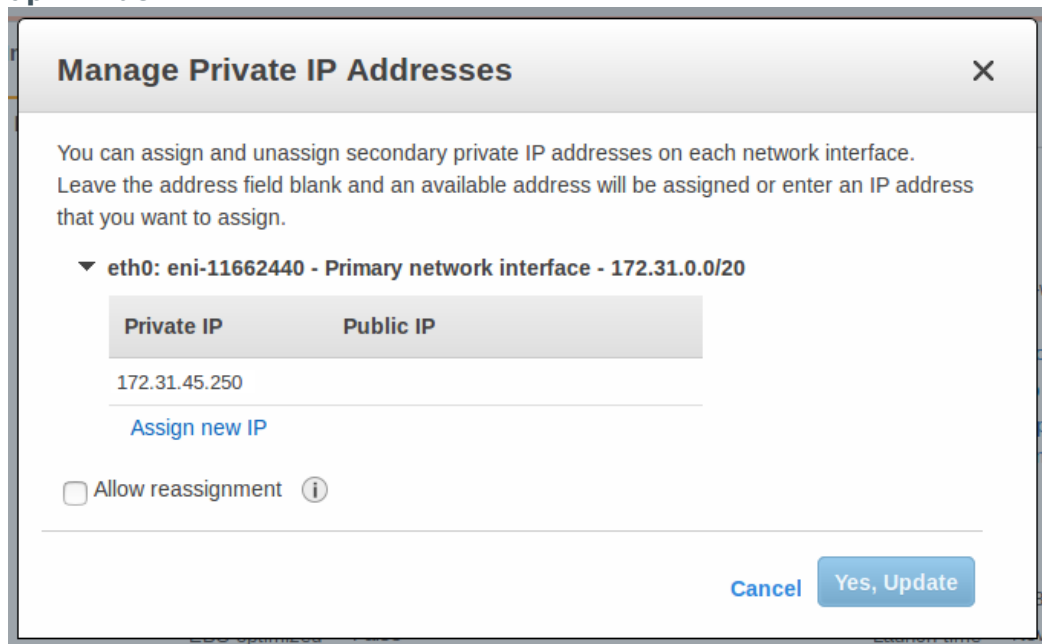 Manage Private IP Addresses
You can assign and unassign secondary private IP addresses on each network interface.
Leave the address field blank and an available address will be assigned or enter an IP address
that you want to assign.
eth0: eni-11662440 - Primary network interface - 172.31.0.0/20
Private IP Public IP
172.31.45.250
Assign new IP
Allow reassignment i
Cancel Yes, Update